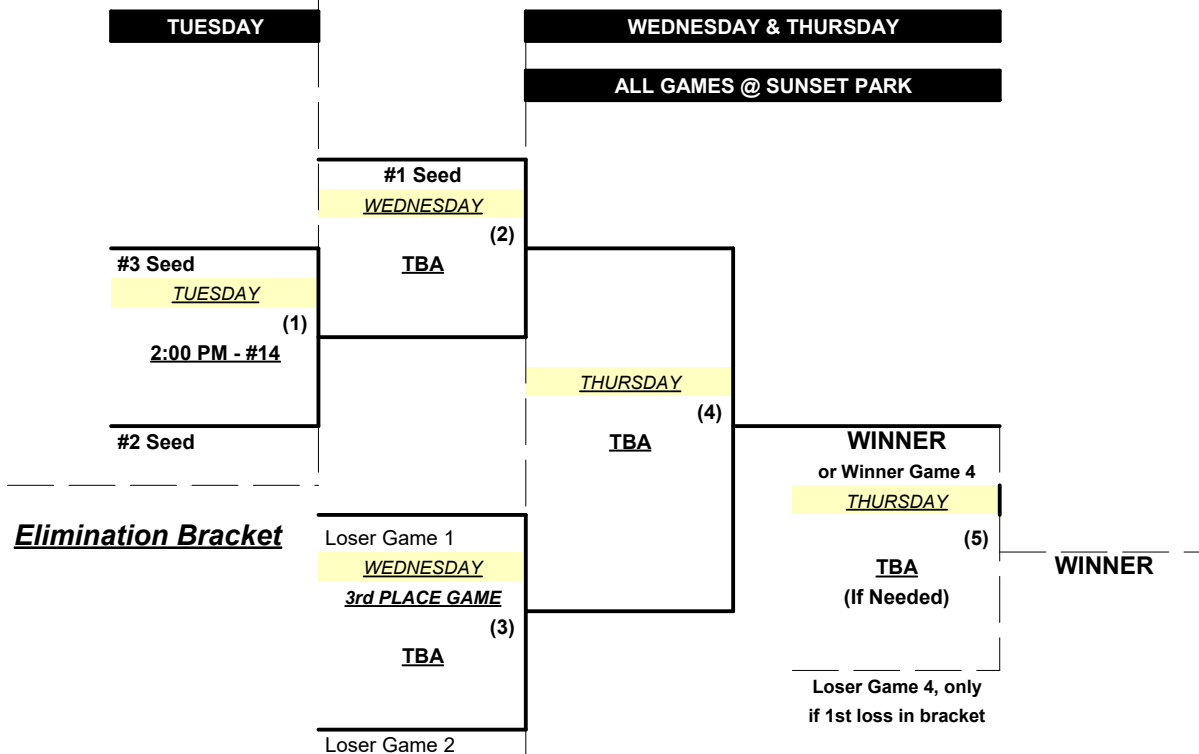 TUESDAY
WEDNESDAY & THURSDAY
ALL GAMES @ SUNSET PARK
#1 Seed
WEDNESDAY
(2)
TBA
#3 Seed
TUESDAY
(1)
2:00 PM - #14
#2 Seed
THURSDAY
(4)
TBA
WINNER
or Winner Game 4
THURSDAY
(5)
TBA
(If Needed)
WINNER
Loser Game 4, only
if 1st loss in bracket
Elimination Bracket
Loser Game 1
WEDNESDAY
3rd PLACE GAME
(3)
TBA
Loser Game 2